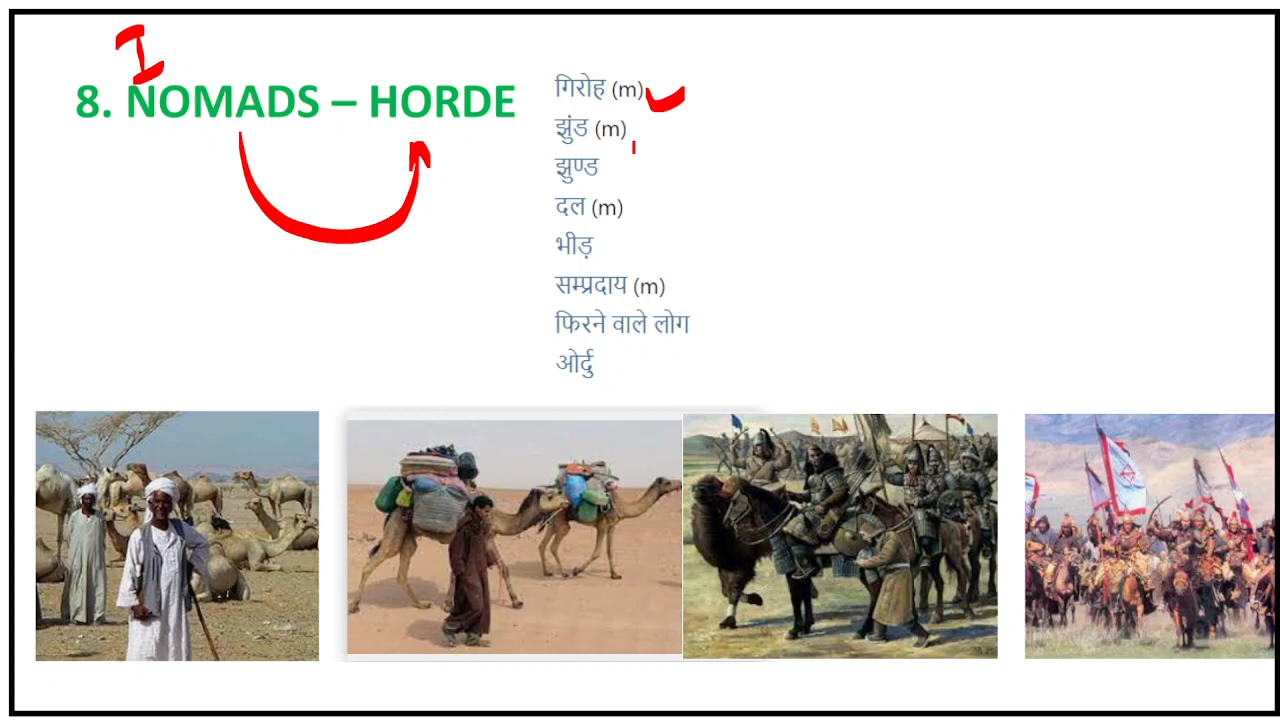 I
8. NOMADS – HORDE
गिरोह (m)
झुंड (m)
झुण्ड
दल (m)
भीड़
सम्प्रदाय (m)
फिरने वाले लोग
ओर्दु